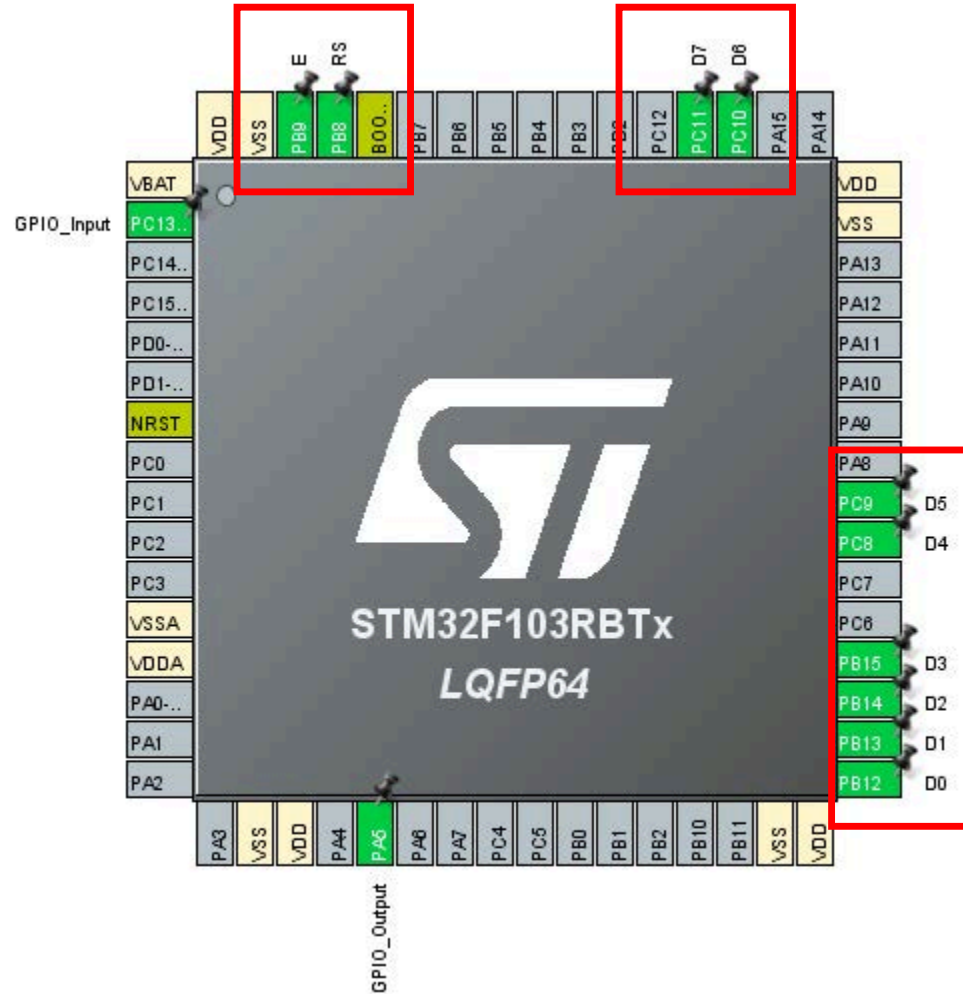 E
RS
D7
D6
VDD
VSS
PB9
PB8
BOO..
PB7
PB6
PB5
PB4
PB3
PD2
PC12
PC11
PC10
PA15
PA14
VBAT
GPIO_Input PC13..
PC14..
PC15..
PD0-..
PD1-..
NRST
PC0
PC1
PC2
PC3
VSSA
VDDA
PA0-..
PA1
PA2
ST
STM32F103RBTx
LQFP64
VDD
VSS
PA13
PA12
PA11
PA10
PA9
PA8
PC9 D5
PC8 D4
PC7
PC6
PB15 D3
PB14 D2
PB13 D1
PB12 D0
PA3
VSS
VDD
PA4
PA5
PA6
PA7
PC4
PC5
PB0
PB1
PB2
PB10
PB11
VSS
VDD
GPIO_Output